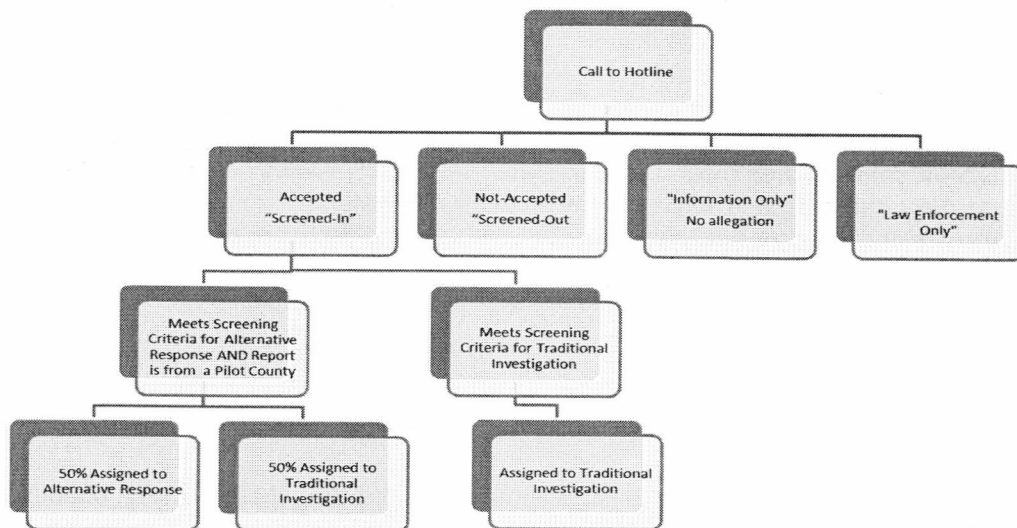 Call to Hotline
Accepted
“Screened-In”
Not-Accepted
“Screened-Out
"Information Only"
No allegation
"Law Enforcement
Only”
Meets Screening
Criteria for Alternative
Response AND Report
is from a Pilot County
Meets Screening
Criteria for Traditional
Investigation
50% Assigned to
Alternative Response
50% Assigned to
Traditional
Investigation
Assigned to Traditional
Investigation